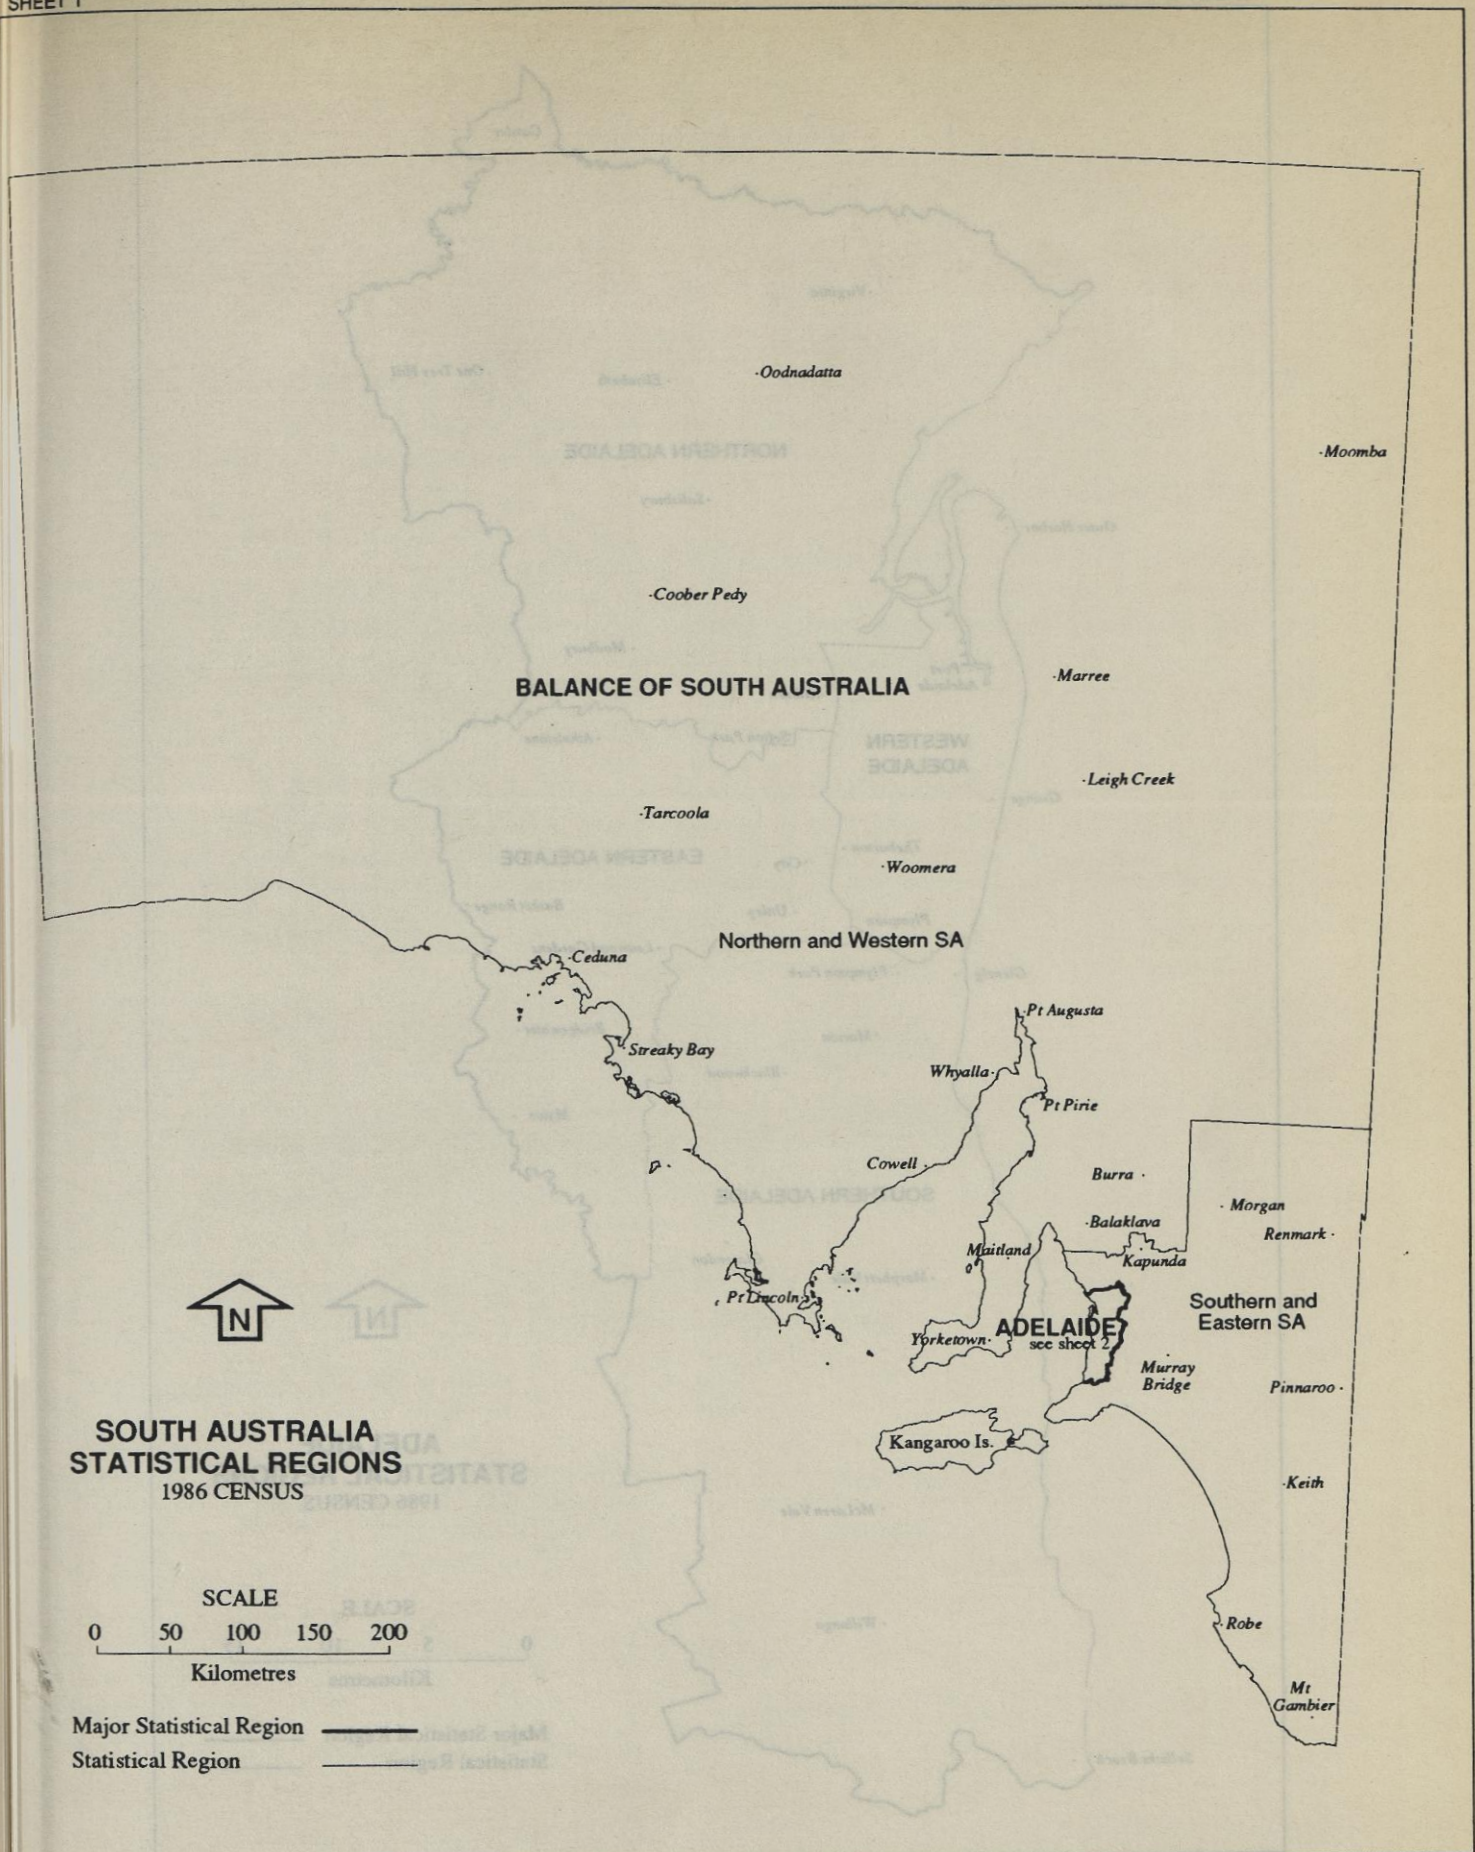 SHEET 1
·Oodnadatta
·Moomba
·Coober Pedy
·Marree
BALANCE OF SOUTH AUSTRALIA
·Leigh Creek
·Tarcoola
·Woomera
Northern and Western SA
·Ceduna
·Pt Augusta
Streaky Bay
Whyalla·
Pt Pirie
Cowell ·
Burra ·
· Morgan
·Balaklava
Renmark ·
Maitland
Kapunda
Pt Lincoln·
Southern and
Eastern SA
ADELAIDE
see sheet 2
Yorketown·
Murray
Bridge
Pinnaroo ·
Kangaroo Is.
·Keith
·Robe
Mt
Gambier
N
SOUTH AUSTRALIA
STATISTICAL REGIONS
1986 CENSUS
SCALE
0 50 100 150 200
Kilometres
Major Statistical Region
Statistical Region